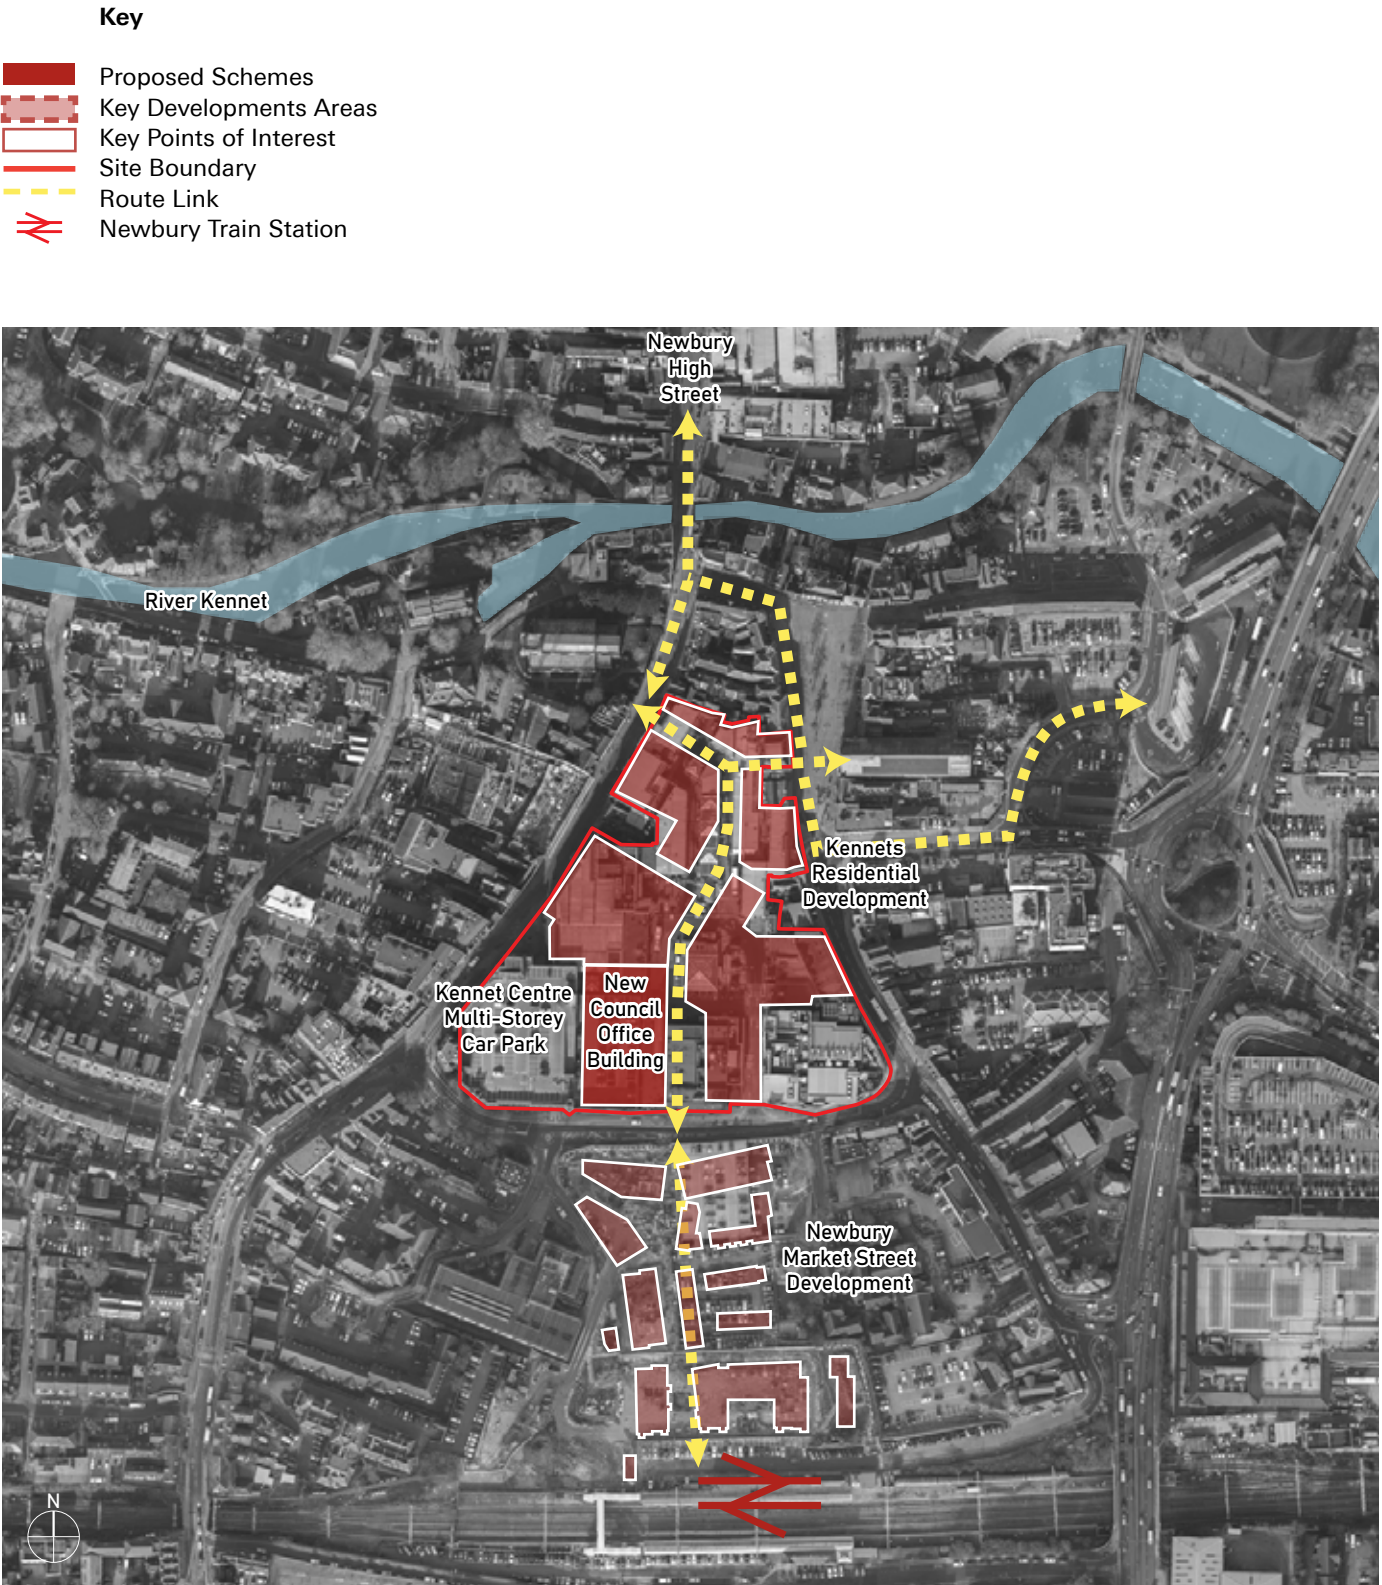 Key
Proposed Schemes
Key Developments Areas
Key Points of Interest
Site Boundary
Route Link
Newbury Train Station
Newbury
High
Street
River Kennet
Kennets
Residential
Development
Kennet Centre
Multi-Storey
Car Park
New
Council
Office
Building
Newbury
Market Street
Development
N